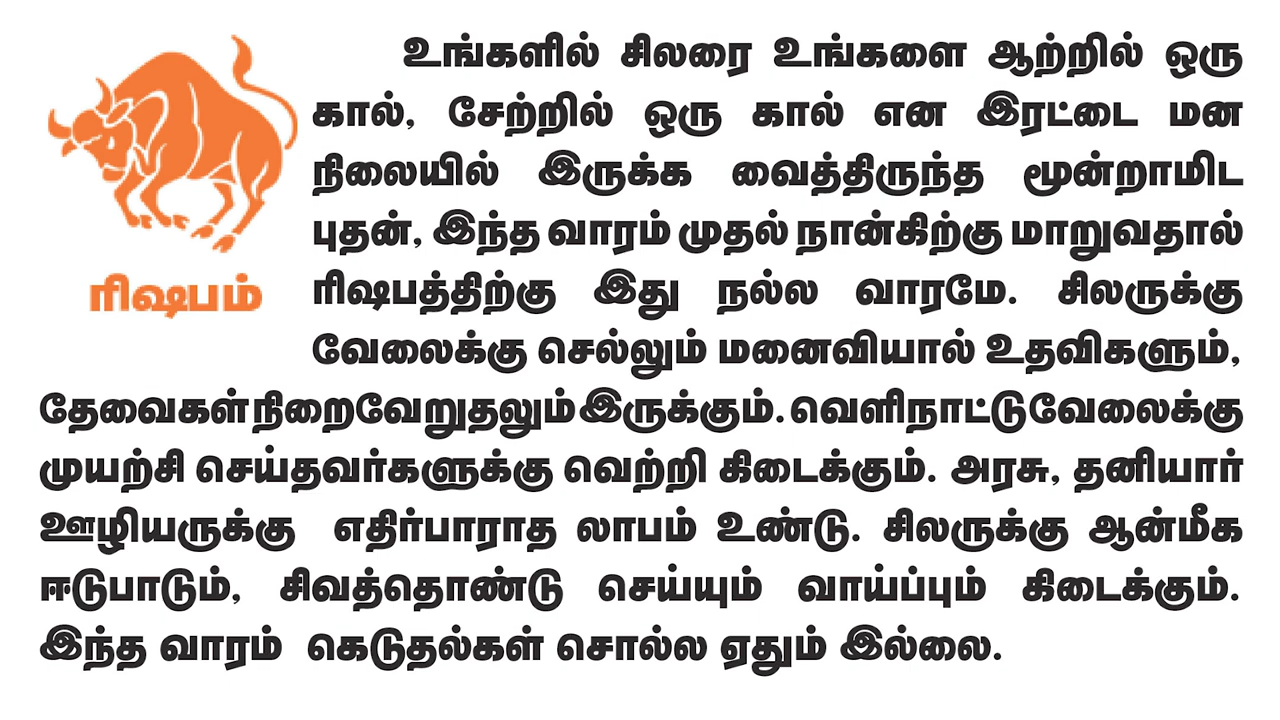 உங்களில் சிலரை உங்களை ஆற்றில் ஒரு
கால், சேற்றில் ஒரு கால் என இரட்டை மன
நிலையில் இருக்க வைத்திருந்த மூன்றாமிட
புதன், இந்த வாரம் முதல் நான்கிற்கு மாறுவதால்
ரிஷபம்
ரிஷபத்திற்கு இது நல்ல வாரமே. சிலருக்கு
வேலைக்கு செல்லும் மனைவியால் உதவிகளும்,
தேவைகள் நிறைவேறுதலும் இருக்கும். வெளிநாட்டு வேலைக்கு
முயற்சி செய்தவர்களுக்கு வெற்றி கிடைக்கும். அரசு, தனியார்
ஊழியருக்கு எதிர்பாராத லாபம் உண்டு. சிலருக்கு ஆன்மீக
ஈடுபாடும், சிவத்தொண்டு செய்யும் வாய்ப்பும் கிடைக்கும்.
இந்த வாரம் கெடுதல்கள் சொல்ல ஏதும் இல்லை.